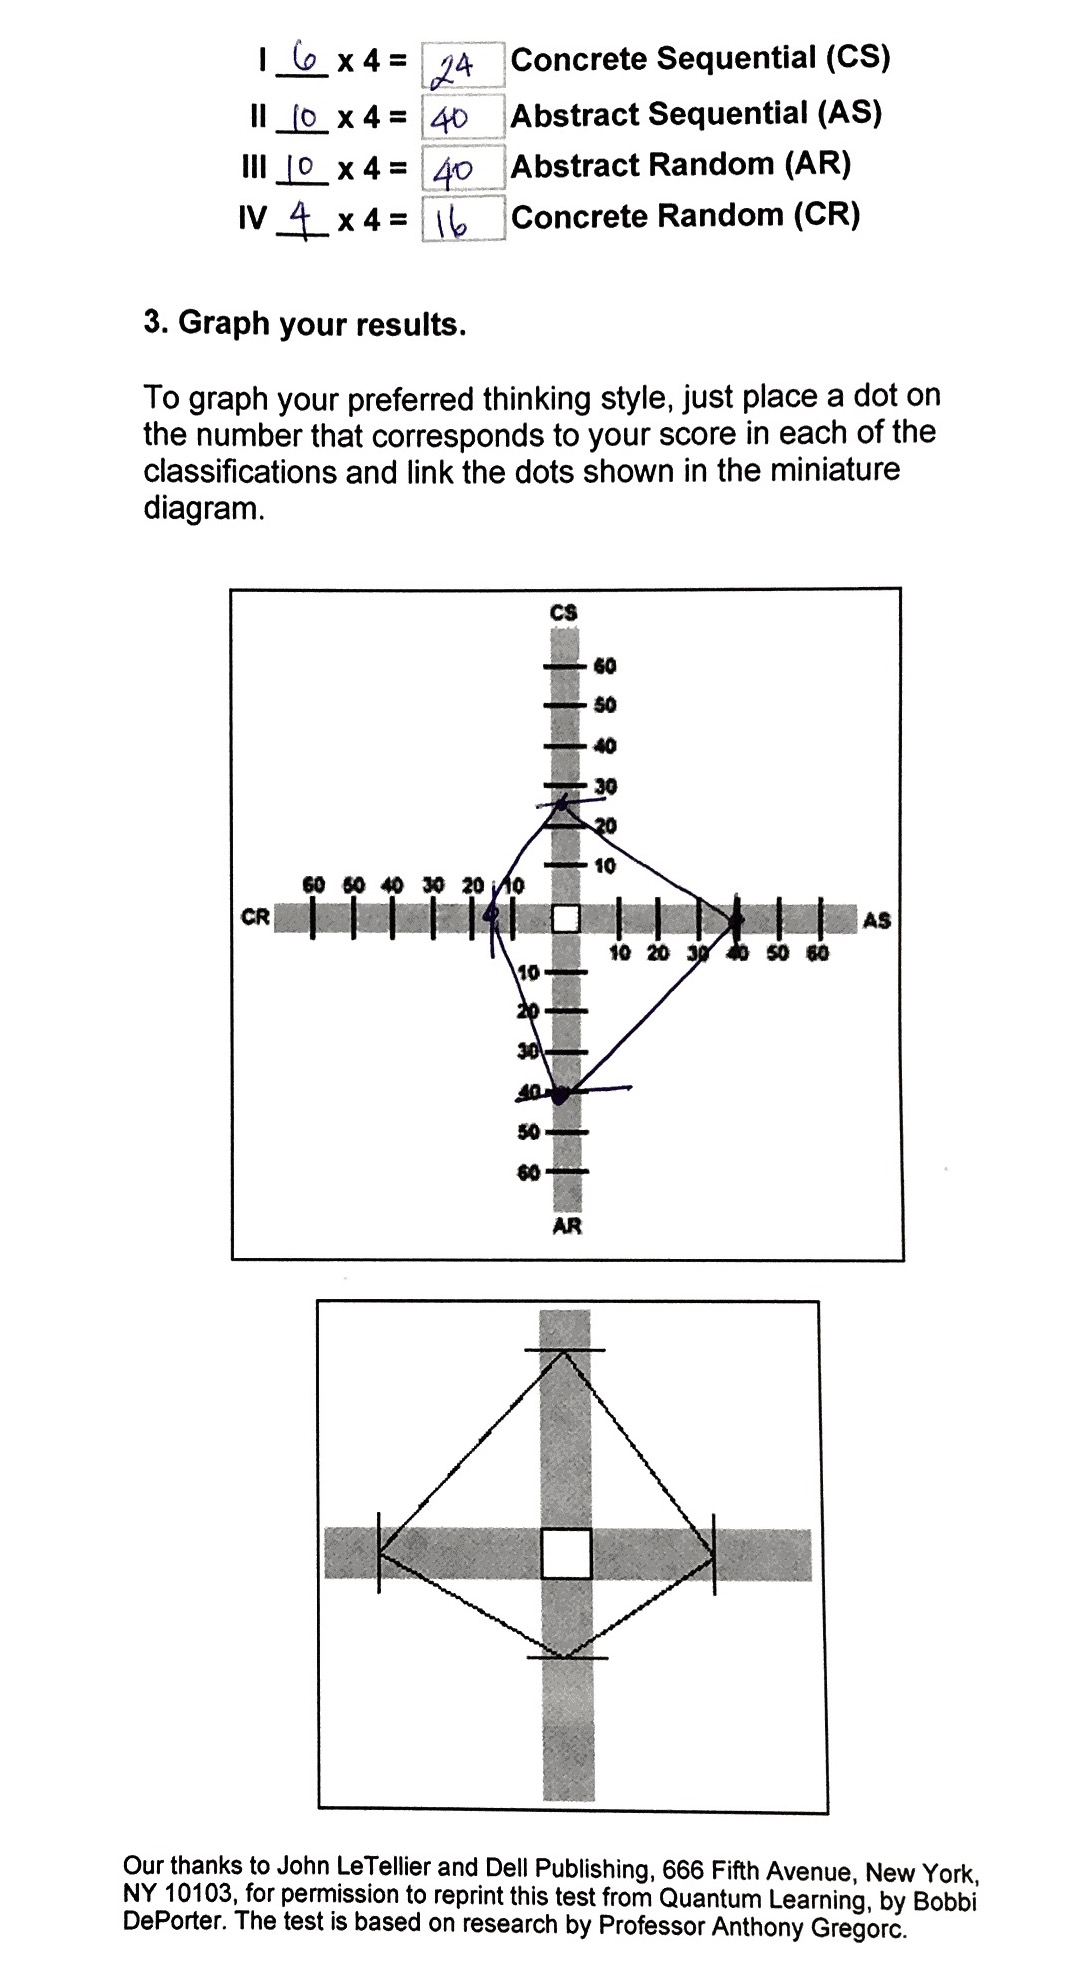 I 6 x 4 = 24 Concrete Sequential (CS)
II 10 x 4 = 40 Abstract Sequential (AS)
III 10 x 4 = 40 Abstract Random (AR)
IV 4 x 4 = 16 Concrete Random (CR)
3. Graph your results.
To graph your preferred thinking style, just place a dot on
the number that corresponds to your score in each of the
classifications and link the dots shown in the miniature
diagram.
CS
60
50
40
30
20
10
60 50 40 30 20 10
CR
AS
10 20 30 40 50 60
10
20
30
40
50
60
AR
Our thanks to John LeTellier and Dell Publishing, 666 Fifth Avenue, New York,
NY 10103, for permission to reprint this test from Quantum Learning, by Bobbi
DePorter. The test is based on research by Professor Anthony Gregorc.